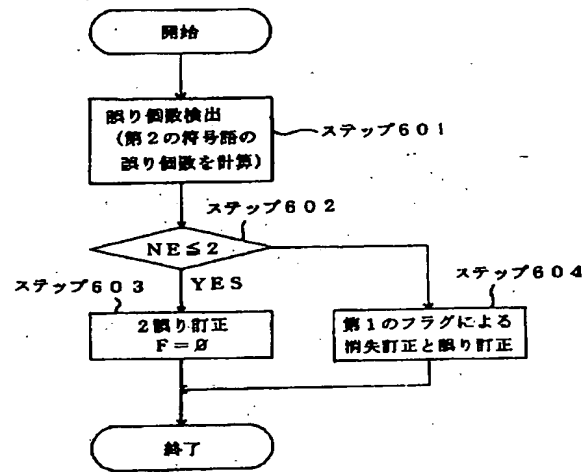 開始
誤り個数検出
(第2の符号語の
誤り個数を計算)
ステップ601
ステップ602
NE≦2
ステップ603
YES
ステップ604
2誤り訂正
F=0
第1のフラグによる
消失訂正と誤り訂正
終了